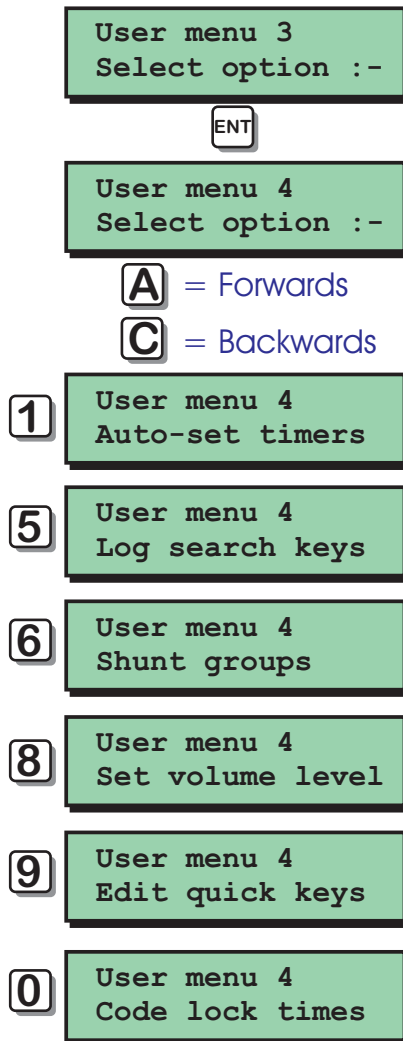 User menu 3
Select option :-
ENT
User menu 4
Select option :-
A = Forwards
C = Backwards
1
User menu 4
Auto-set timers
5
User menu 4
Log search keys
6
User menu 4
Shunt groups
8
User menu 4
Set volume level
9
User menu 4
Edit quick keys
0
User menu 4
Code lock times